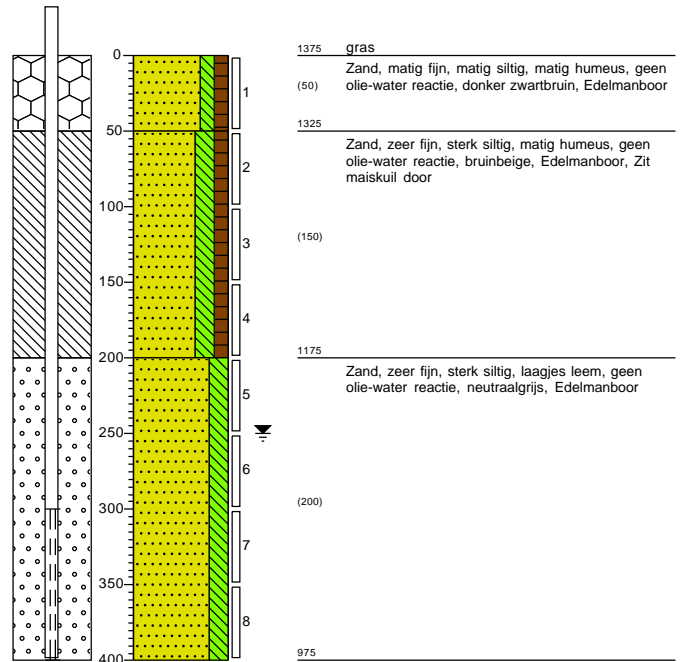 0
50
100
150
200
250
300
350
400
1
2
3
4
5
6
7
8
1375 gras
Zand, matig fijn, matig siltig, matig humeus, geen
(50) olie-water reactie, donker zwartbruin, Edelmanboor
1325
Zand, zeer fijn, sterk siltig, matig humeus, geen
olie-water reactie, bruinbeige, Edelmanboor, Zit
maiskuil door
(150)
1175
Zand, zeer fijn, sterk siltig, laagjes leem, geen
olie-water reactie, neutraalgrijs, Edelmanboor
(200)
975